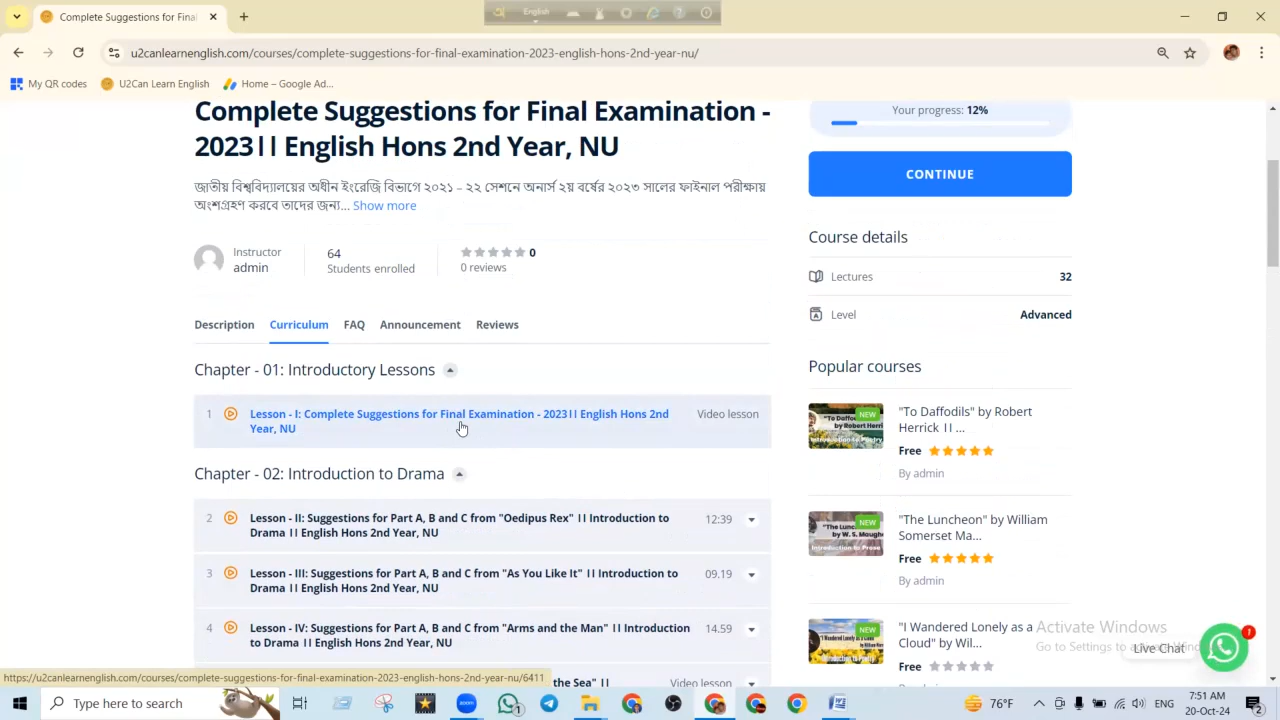 Complete Suggestions for Fina
English
u2canlearnenglish.com/courses/complete-suggestions-for-final-examination-2023-english-hons-2nd-year-nu/
My QR codes
U2Can Learn English
Home – Google Ad...
Complete Suggestions for Final Examination -
2023|| English Hons 2nd Year, NU
জাতীয় বিশ্ববিদ্যালয়ের অধীন ইংরেজি বিভাগে ২০২১ – ২২ সেশনে অনার্স ২য় বর্ষের ২০২৩ সালের ফাইনাল পরীক্ষায়
অংশগ্রহণ করবে তাদের জন্য... Show more
Instructor
admin
64
Students enrolled
0
0 reviews
Description
Curriculum
FAQ
Announcement
Reviews
Chapter - 01: Introductory Lessons
1 Lesson - I: Complete Suggestions for Final Examination - 2023|| English Hons 2nd Video lesson
Year, NU
Chapter - 02: Introduction to Drama
2 Lesson - II: Suggestions for Part A, B and C from "Oedipus Rex" || Introduction to 12:39
Drama || English Hons 2nd Year, NU
3 Lesson - III: Suggestions for Part A, B and C from "As You Like It" || Introduction to 09.19
Drama || English Hons 2nd Year, NU
4 Lesson - IV: Suggestions for Part A, B and C from "Arms and the Man" || Introduction 14.59
to Drama || English Hons 2nd Year, NU
the Sea" || Video lesson
Your progress: 12%
CONTINUE
Course details
Lectures 32
Level Advanced
Popular courses
NEW
"To Daffodils" by Robert
Herrick || ...
Free
By admin
NEW
"The Luncheon" by William
Somerset Ma...
Free
By admin
NEW
"I Wandered Lonely as a
Cloud" by Wil...
Free
Activate Windows
Go to Settings to a
Live Chat
1
https://u2canlearnenglish.com/courses/complete-suggestions-for-final-examination-2023-english-hons-2nd-year-nu/6411
Type here to search
zoom
76°F
ENG
7:51 AM
20-Oct-24
2